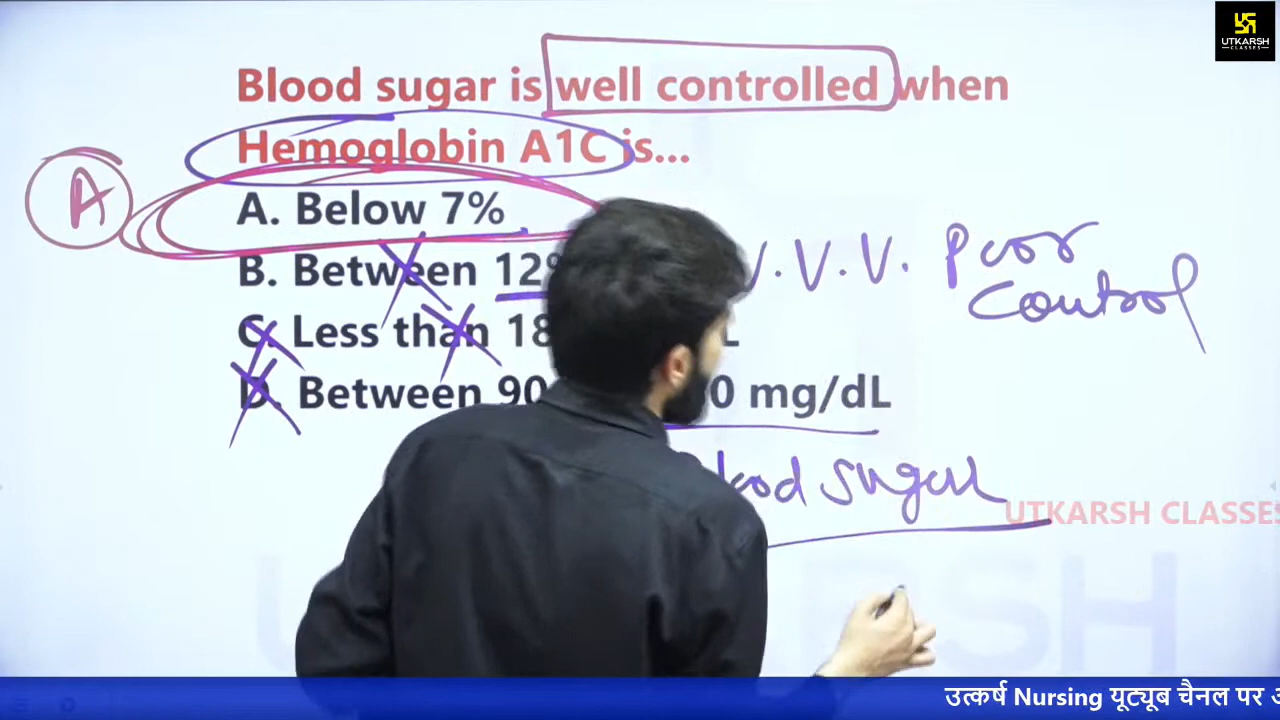 UTKARSH
CLASSES
Blood sugar is well controlled when
Hemoglobin A1C is...
A
A. Below 7%
B. Between 12%
V. V. V. Poor
Control
C. Less than 18
L
D. Between 90
0 mg/dL
sugar
UTKARSH CLASSES
उत्कर्ष Nursing यूट्यूब चैनल पर